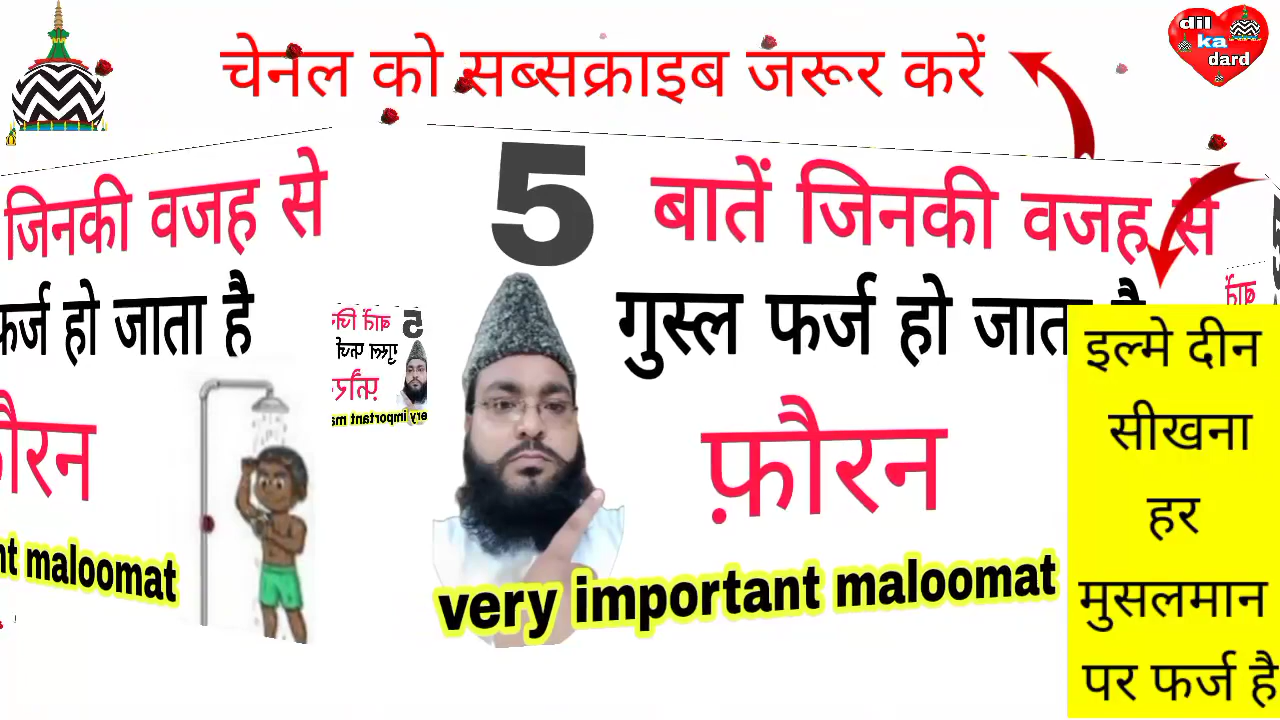 चेनल को सब्सक्राइब जरूर करें
dil
ka
dard
जिनकी वजह से
फर्ज हो जाता है
nt maloomat
5 बातें जिनकी वजह से
गुस्ल फर्ज हो जात
फ़ौरन
very important maloomat
इल्मे दीन
सीखना
हर
मुसलमान
पर फर्ज है